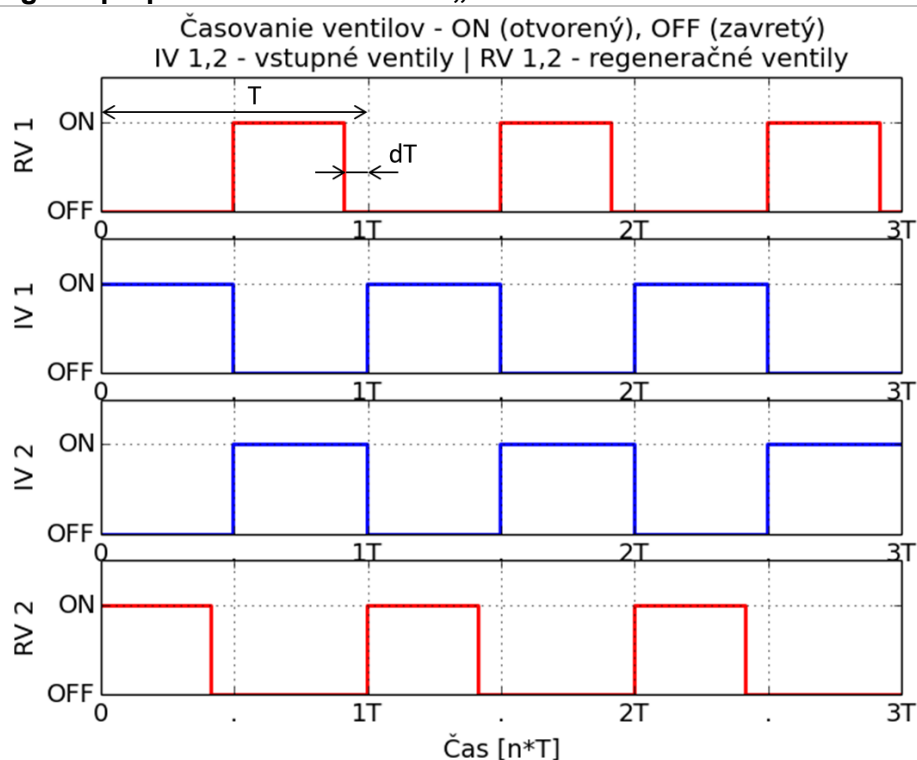 Časovanie ventilov - ON (otvorený), OFF (zavretý)
IV 1,2 - vstupné ventily | RV 1,2 - regeneračné ventily
T
ON
dT
RV 1
OFF
0 . 1T . 2T . 3T
ON
IV 1
OFF
0 . 1T . 2T . 3T
ON
IV 2
OFF
0 . 1T . 2T . 3T
ON
RV 2
OFF
0 . 1T . 2T . 3T
Čas [n*T]